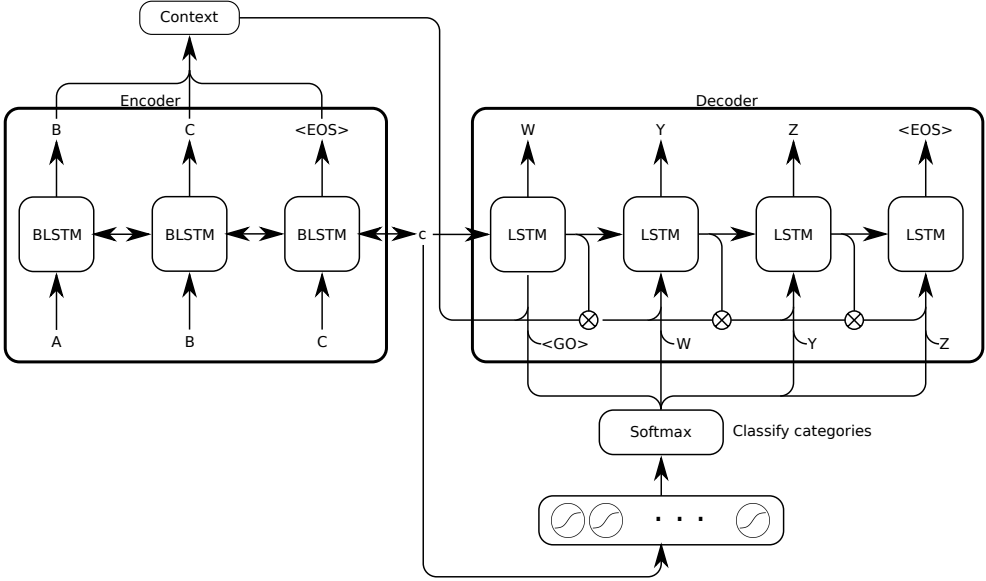 Context
Encoder
Decoder
B C <EOS>
W Y Z <EOS>
BLSTM BLSTM BLSTM
c
LSTM LSTM LSTM LSTM
A B C
<GO> W Y Z
Softmax
Classify categories
. . .